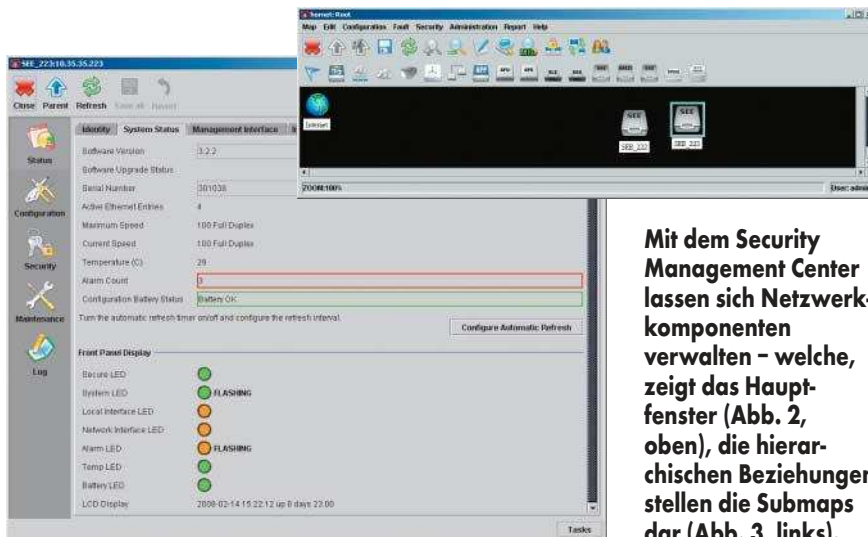 hernet: Root
Map Edit Configuration Fault Security Administration Report Help
Internet
SEE
SEE
SEE_222
SEE_223
ZOOM:100%
User: admin
SEE_223:10.35.35.223
Close Parent Refresh Save all
Status
Configuration
Security
Maintenance
Log
Identity System Status Management Interface
Software Version 3.2.2
Software Upgrade Status
Serial Number 301038
Active Ethernet Entries 4
Maximum Speed 100 Full Duplex
Current Speed 100 Full Duplex
Temperature (C) 29
Alarm Count 3
Configuration Battery Status Battery OK
Turn the automatic refresh timer on/off and configure the refresh interval.
Configure Automatic Refresh
Front Panel Display
Secure LED
System LED FLASHING
Local Interface LED
Network Interface LED
Alarm LED FLASHING
Temp LED
Battery LED
LCD Display 2008-02-14 15:22:12 up 0 days 23:00
Tasks
Mit dem Security
Management Center
lassen sich Netzwerk-
komponenten
verwalten – welche,
zeigt das Haupt-
fenster (Abb. 2,
oben), die hierar-
chischen Beziehungen
stellen die Submaps
dar (Abb. 3, links).